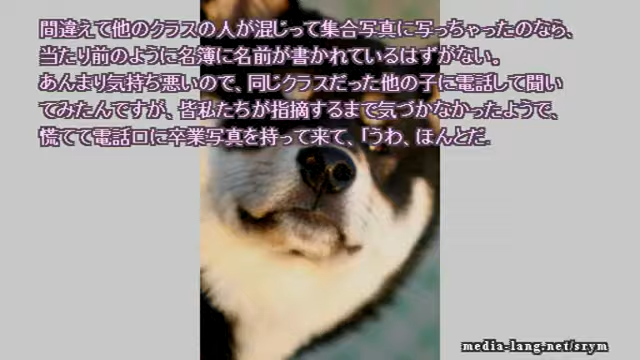 間違えて他のクラスの人が混じって集合写真に写っちゃったのなら、
当たり前のように名簿に名前が書かれているはずがない。
あんまり気持ち悪いので、同じクラスだった他の子に電話して聞い
てみたんですが、皆私たちが指摘するまで気づかなかったようで、
慌てて電話口に卒業写真を持って来て、「うわ、ほんとだ.
media-lang.net/srym